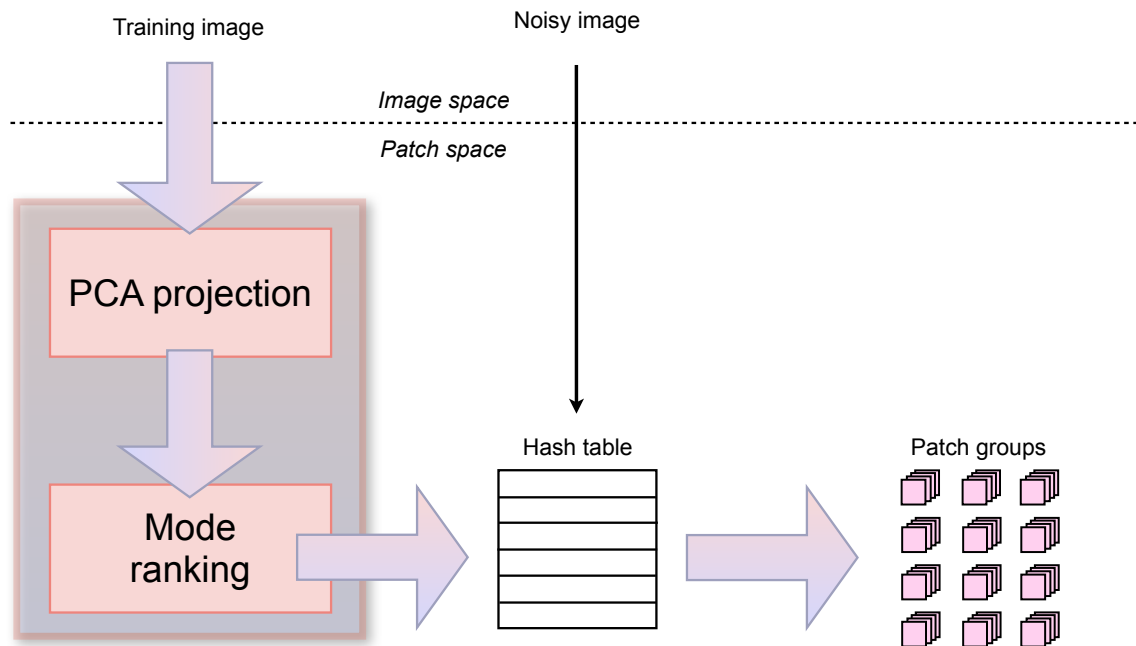 Training image
Noisy image
Image space
Patch space
PCA projection
Mode
ranking
Hash table
Patch groups